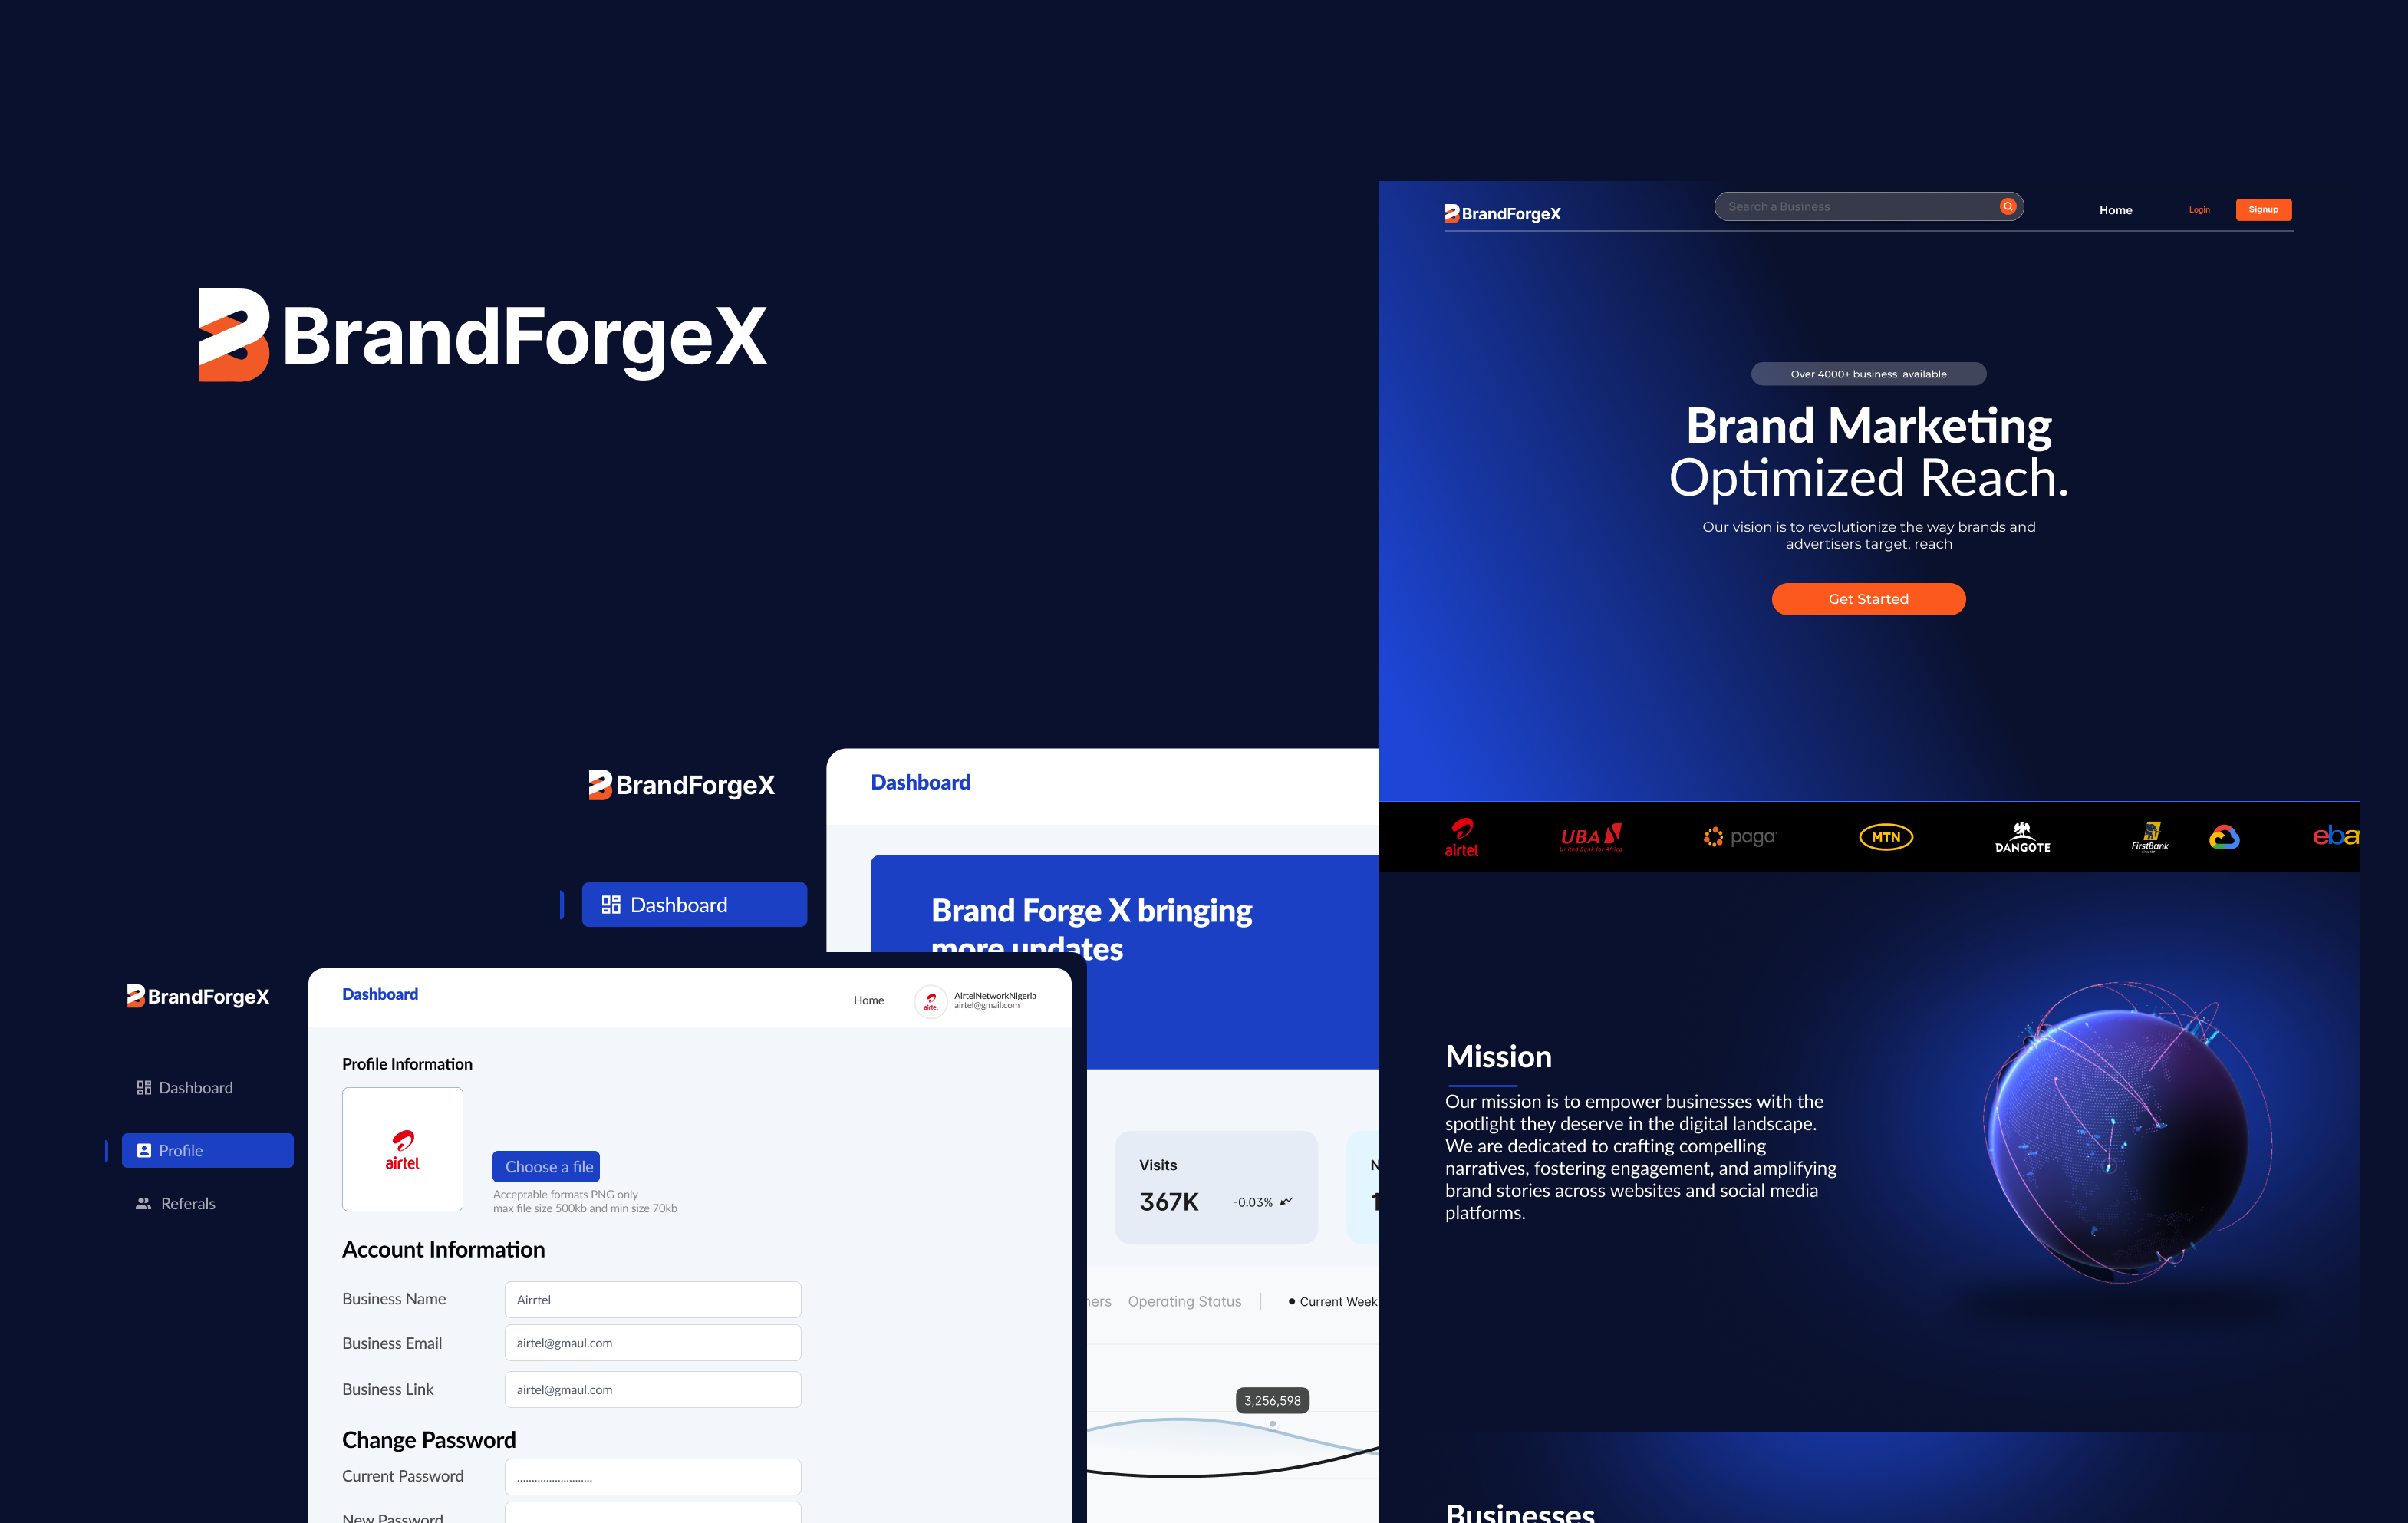 BrandForgeX
BrandForgeX
Search a Business
Home
Login
Signup
Over 4000+ business available
Brand Marketing
Optimized Reach.
Our vision is to revolutionize the way brands and
advertisers target, reach
Get Started
airtel
UBA
United Bank for Africa
paga
MTN
DANGOTE
FirstBank
ebay
Mission
Our mission is to empower businesses with the
spotlight they deserve in the digital landscape.
We are dedicated to crafting compelling
narratives, fostering engagement, and amplifying
brand stories across websites and social media
platforms.
Businesses
BrandForgeX
Dashboard
Dashboard
Brand Forge X bringing
more updates
Visits
367K
-0.03%
Operating Status
Current Week
3,256,598
BrandForgeX
Dashboard
Profile
Referals
Dashboard
Home
airtel
AirtelNetworkNigeria
airtel@gmail.com
Profile Information
airtel
Choose a file
Acceptable formats PNG only
max file size 500kb and min size 70kb
Account Information
Business Name
Airrtel
Business Email
airtel@gmaul.com
Business Link
airtel@gmaul.com
Change Password
Current Password
New Password